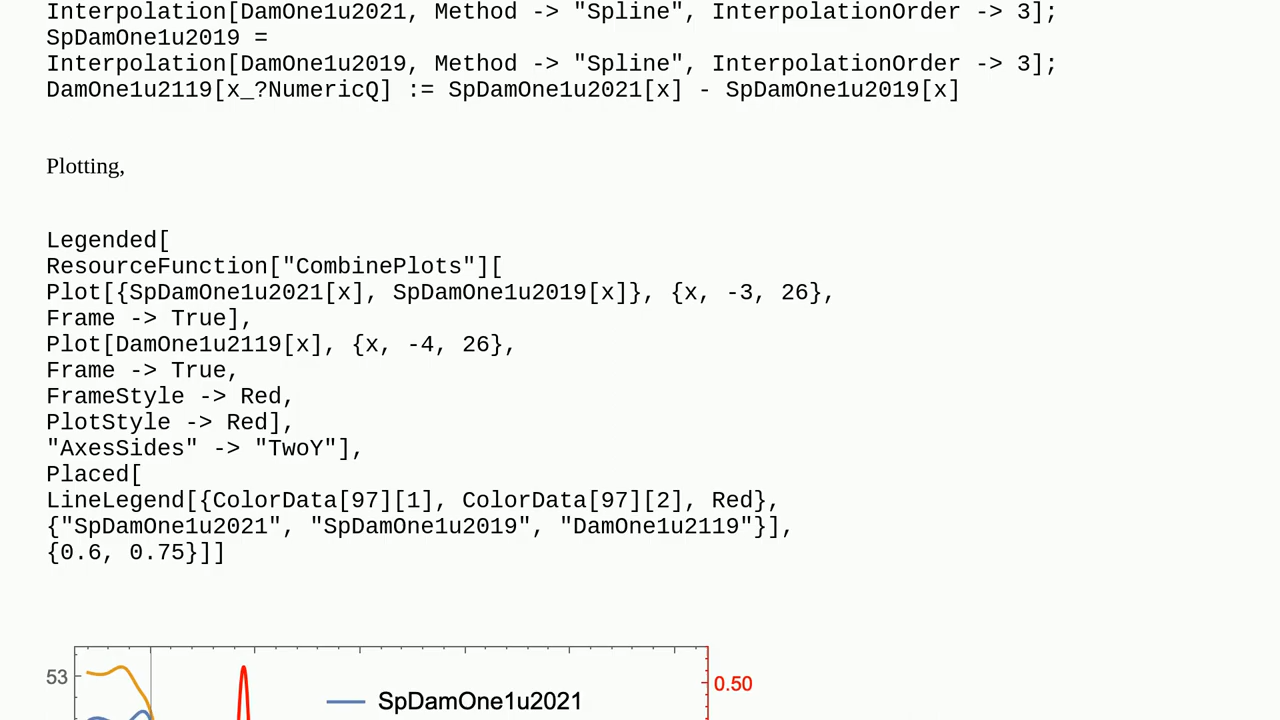 Interpolation[DamOne1u2021, Method -> "Spline", InterpolationOrder -> 3];
SpDamOne1u2019 =
Interpolation[DamOne1u2019, Method -> "Spline", InterpolationOrder -> 3];
DamOne1u2119[x_?NumericQ] := SpDamOne1u2021[x] - SpDamOne1u2019[x]
Plotting,
Legended[
ResourceFunction["CombinePlots"][
Plot[{SpDamOne1u2021[x], SpDamOne1u2019[x]}, {x, -3, 26},
Frame -> True],
Plot[DamOne1u2119[x], {x, -4, 26},
Frame -> True,
FrameStyle -> Red,
PlotStyle -> Red],
"AxesSides" -> "TwoY"],
Placed[
LineLegend[{ColorData[97][1], ColorData[97][2], Red},
{"SpDamOne1u2021", "SpDamOne1u2019", "DamOne1u2119"}],
{0.6, 0.75}]]
53
0.50
SpDamOne1u2021